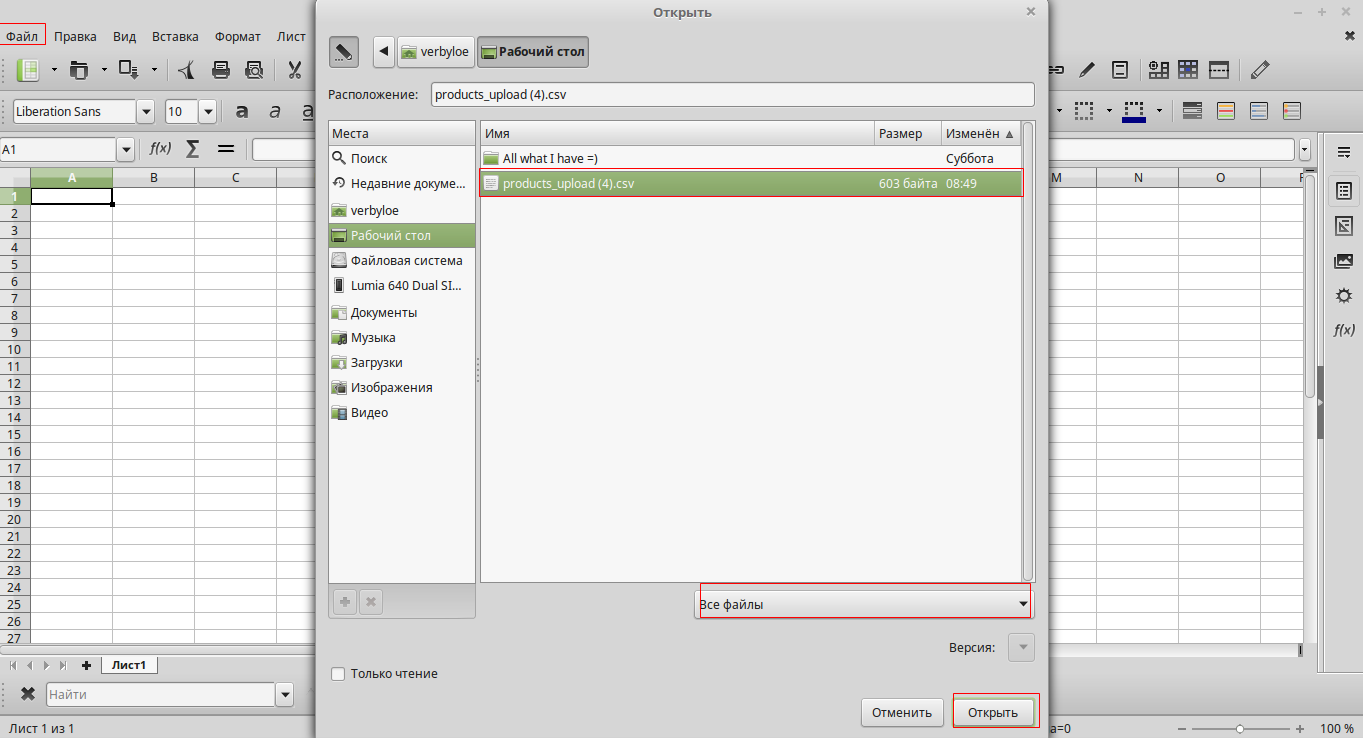 Открыть
Файл Правка Вид Вставка Формат Лист
verbyloe Рабочий стол
Расположение: products_upload (4).csv
Liberation Sans 10 a a a
A1 f(x) Σ =
Места
Поиск
Недавние докуме...
verbyloe
Рабочий стол
Файловая система
Lumia 640 Dual SI...
Документы
Музыка
Загрузки
Изображения
Видео
Имя Размер Изменён
All what I have =) Суббота
products_upload (4).csv 603 байта 08:49
A B C M N O
1
2
3
4
5
6
7
8
9
10
11
12
13
14
15
16
17
18
19
20
21
22
23
24
25
26
27
f(x)
Все файлы
Версия:
Только чтение
Отменить Открыть
Лист1
Найти
Лист 1 из 1
а=0
100 %